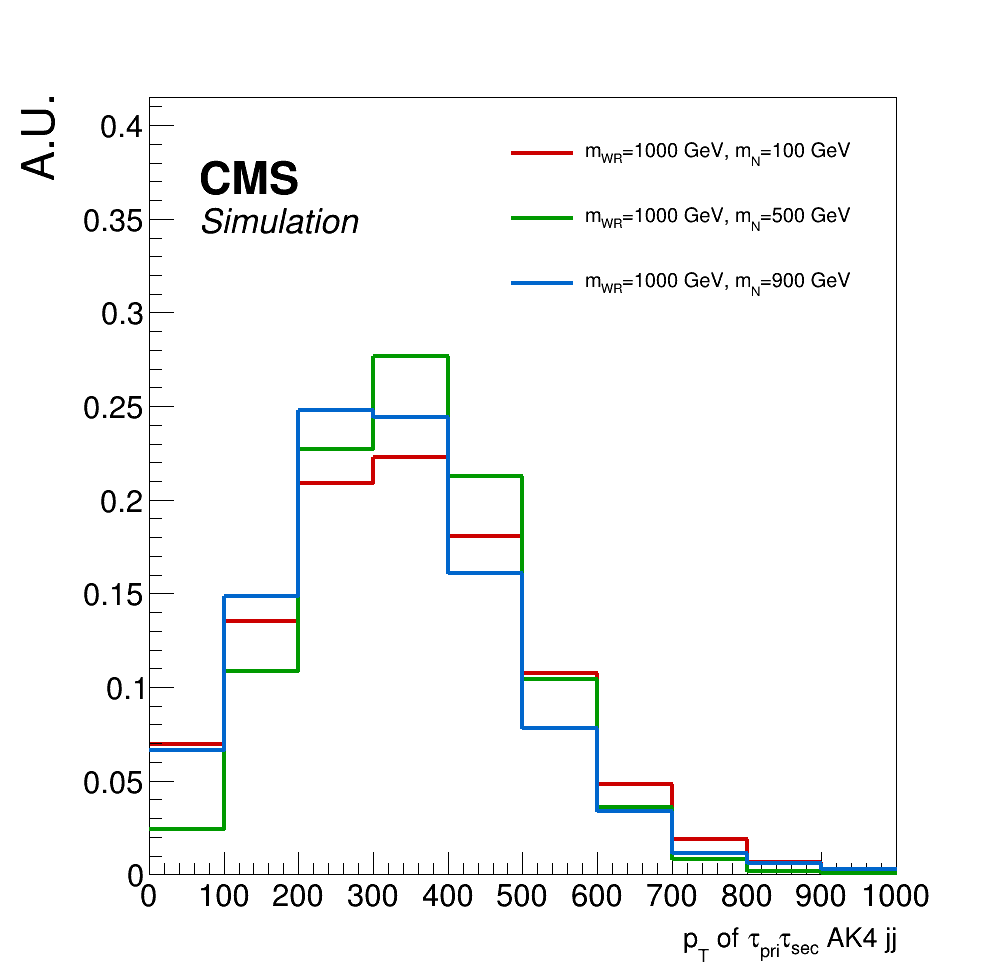 A.U.
CMS
Simulation
m_WR=1000 GeV, m_N=100 GeV
m_WR=1000 GeV, m_N=500 GeV
m_WR=1000 GeV, m_N=900 GeV
0.4
0.35
0.3
0.25
0.2
0.15
0.1
0.05
0
0 100 200 300 400 500 600 700 800 900 1000
p_T of τ_pri τ_sec AK4 jj